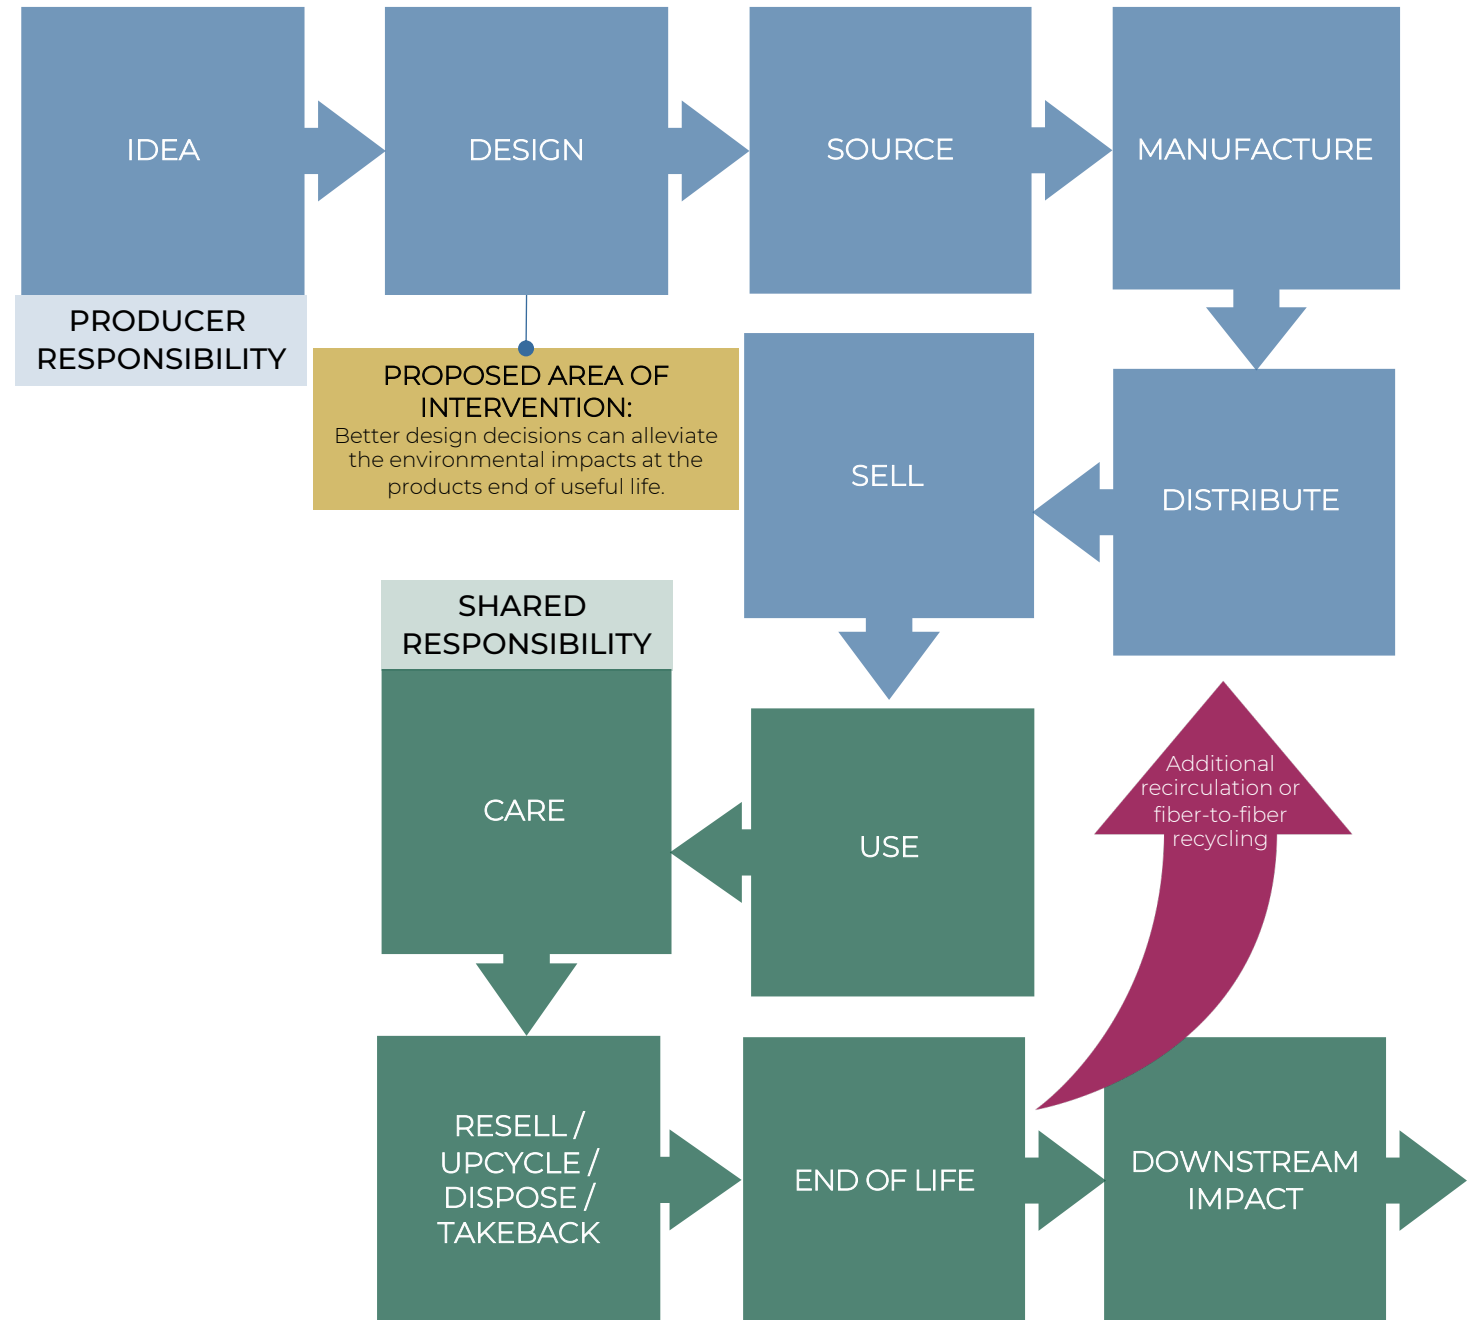 IDEA
DESIGN
SOURCE
MANUFACTURE
PRODUCER
RESPONSIBILITY
PROPOSED AREA OF
INTERVENTION:
Better design decisions can alleviate
the environmental impacts at the
products end of useful life.
SELL
DISTRIBUTE
SHARED
RESPONSIBILITY
CARE
USE
Additional
recirculation or
fiber-to-fiber
recycling
RESELL /
UPCYCLE /
DISPOSE /
TAKEBACK
END OF LIFE
DOWNSTREAM
IMPACT